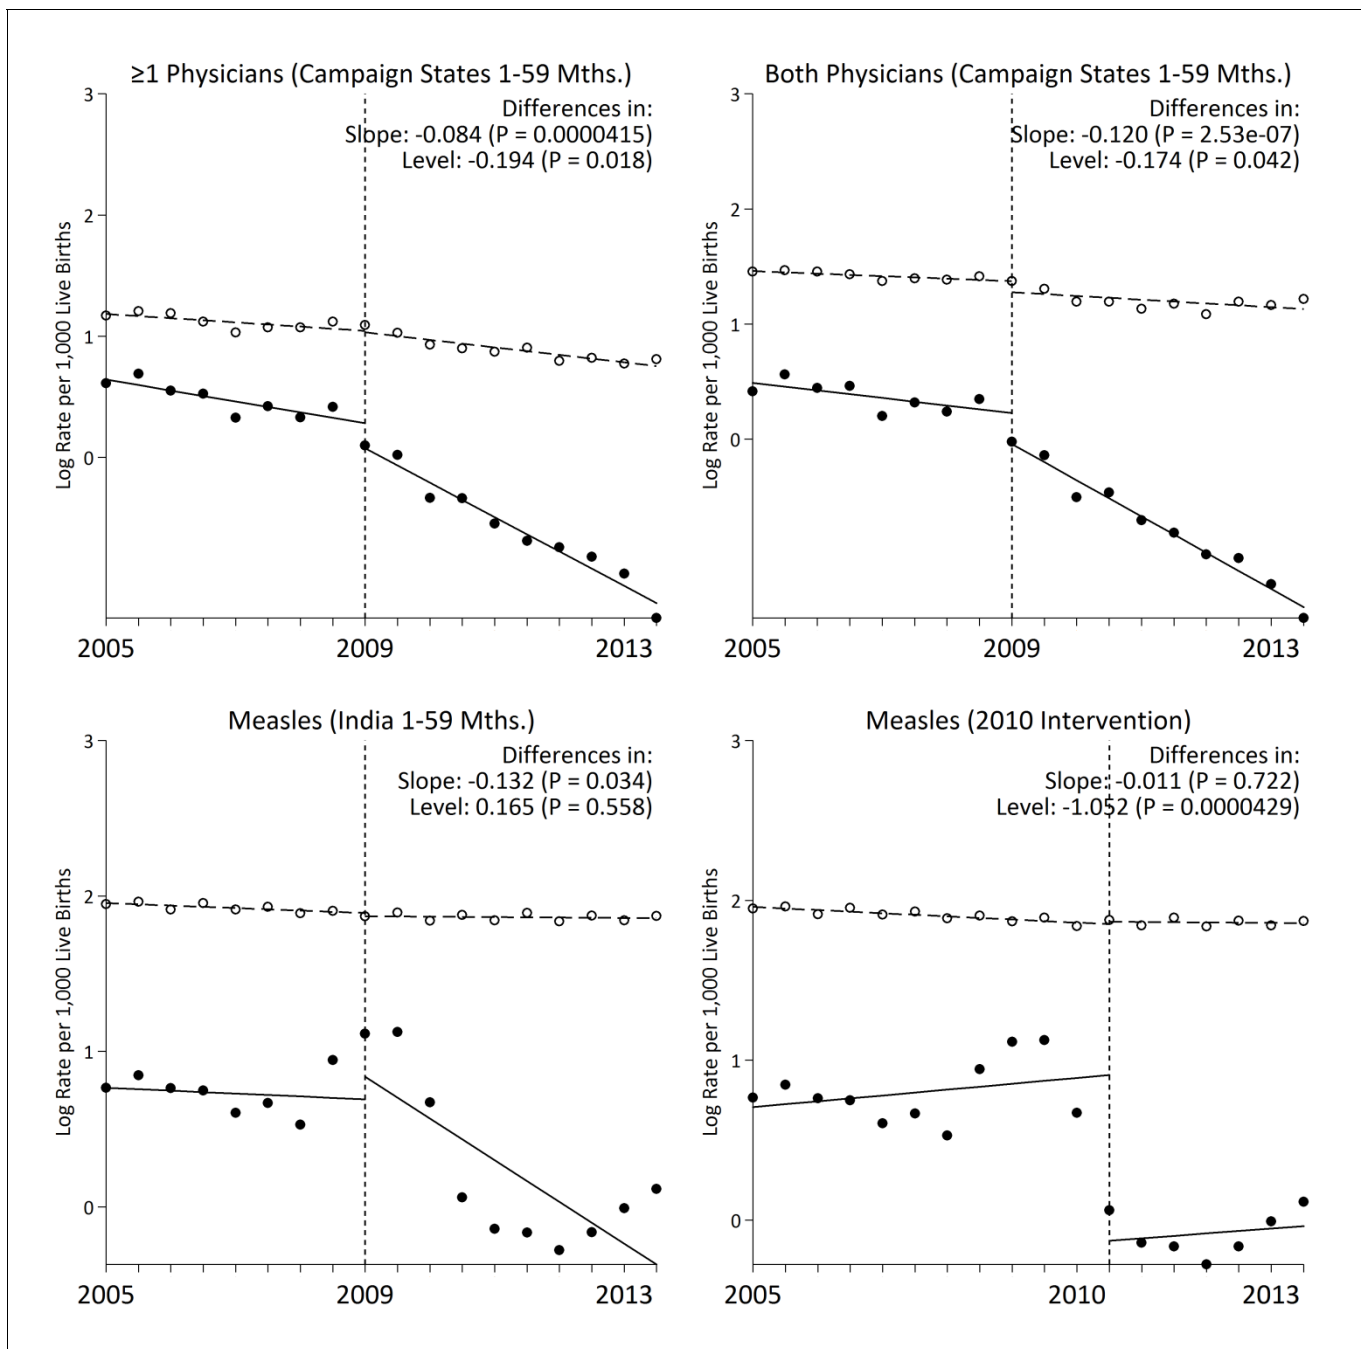 ≥1 Physicians (Campaign States 1-59 Mths.)
Differences in:
Slope: -0.084 (P = 0.0000415)
Level: -0.194 (P = 0.018)
Log Rate per 1,000 Live Births
3
2
1
0
2005
2009
2013
Both Physicians (Campaign States 1-59 Mths.)
Differences in:
Slope: -0.120 (P = 2.53e-07)
Level: -0.174 (P = 0.042)
Log Rate per 1,000 Live Births
3
2
1
0
2005
2009
2013
Measles (India 1-59 Mths.)
Differences in:
Slope: -0.132 (P = 0.034)
Level: 0.165 (P = 0.558)
Log Rate per 1,000 Live Births
3
2
1
0
2005
2009
2013
Measles (2010 Intervention)
Differences in:
Slope: -0.011 (P = 0.722)
Level: -1.052 (P = 0.0000429)
Log Rate per 1,000 Live Births
3
2
1
0
2005
2010
2013